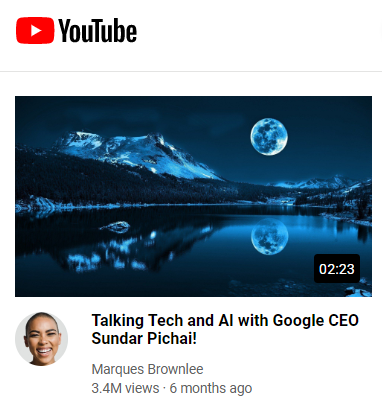 YouTube
02:23
Talking Tech and AI with Google CEO
Sundar Pichai!
Marques Brownlee
3.4M views · 6 months ago